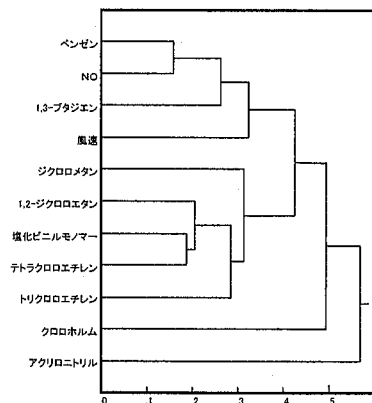 ベンゼン
NO
1,3-ブタジエン
風速
ジクロロメタン
1,2-ジクロロエタン
塩化ビニルモノマー
テトラクロロエチレン
トリクロロエチレン
クロロホルム
アクリロニトリル
0 1 2 3 4 5